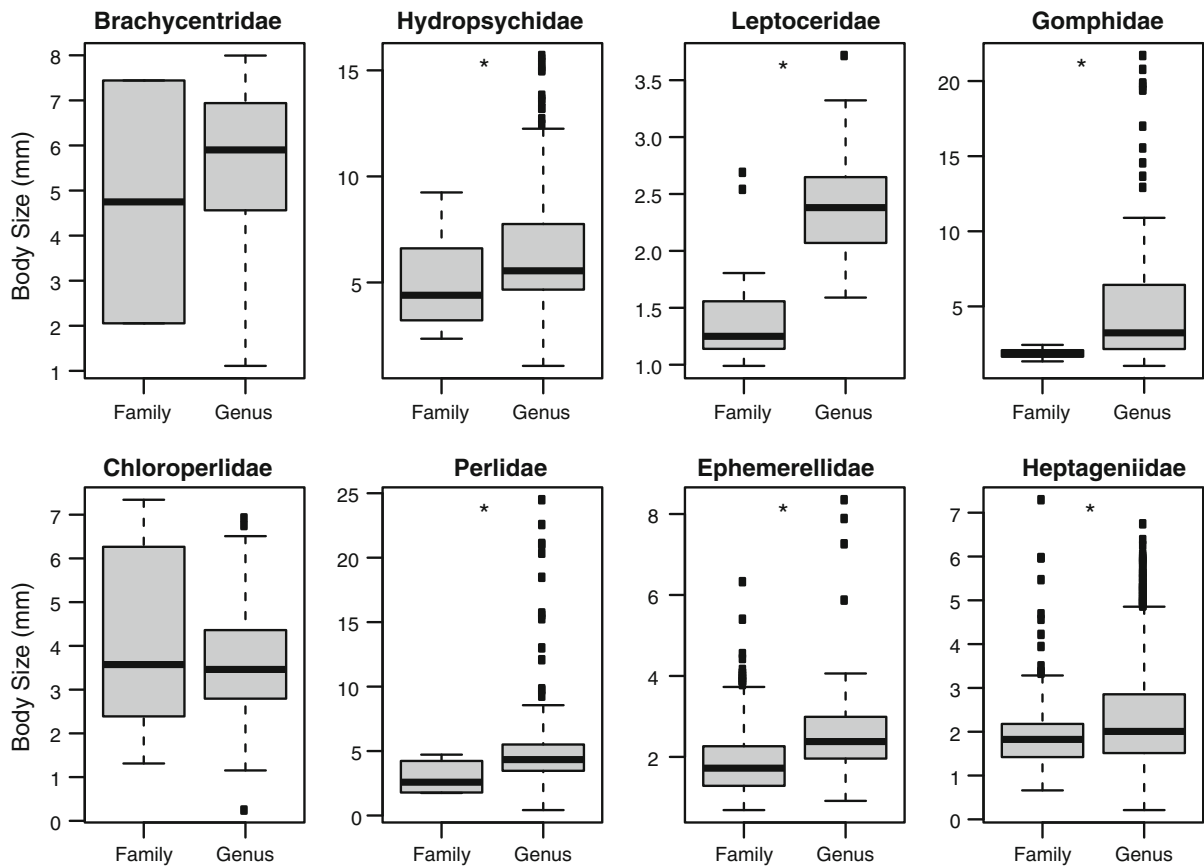 Brachycentridae
Hydropsychidae
Leptoceridae
Gomphidae
Body Size (mm)
8
7
6
5
4
3
2
1
Family Genus
*
15
10
5
Family Genus
*
3.5
3.0
2.5
2.0
1.5
1.0
Family Genus
*
20
15
10
5
Family Genus
Chloroperlidae
Perlidae
Ephemerellidae
Heptageniidae
Body Size (mm)
7
6
5
4
3
2
1
0
Family Genus
*
25
20
15
10
5
0
Family Genus
*
8
6
4
2
Family Genus
*
7
6
5
4
3
2
1
0
Family Genus